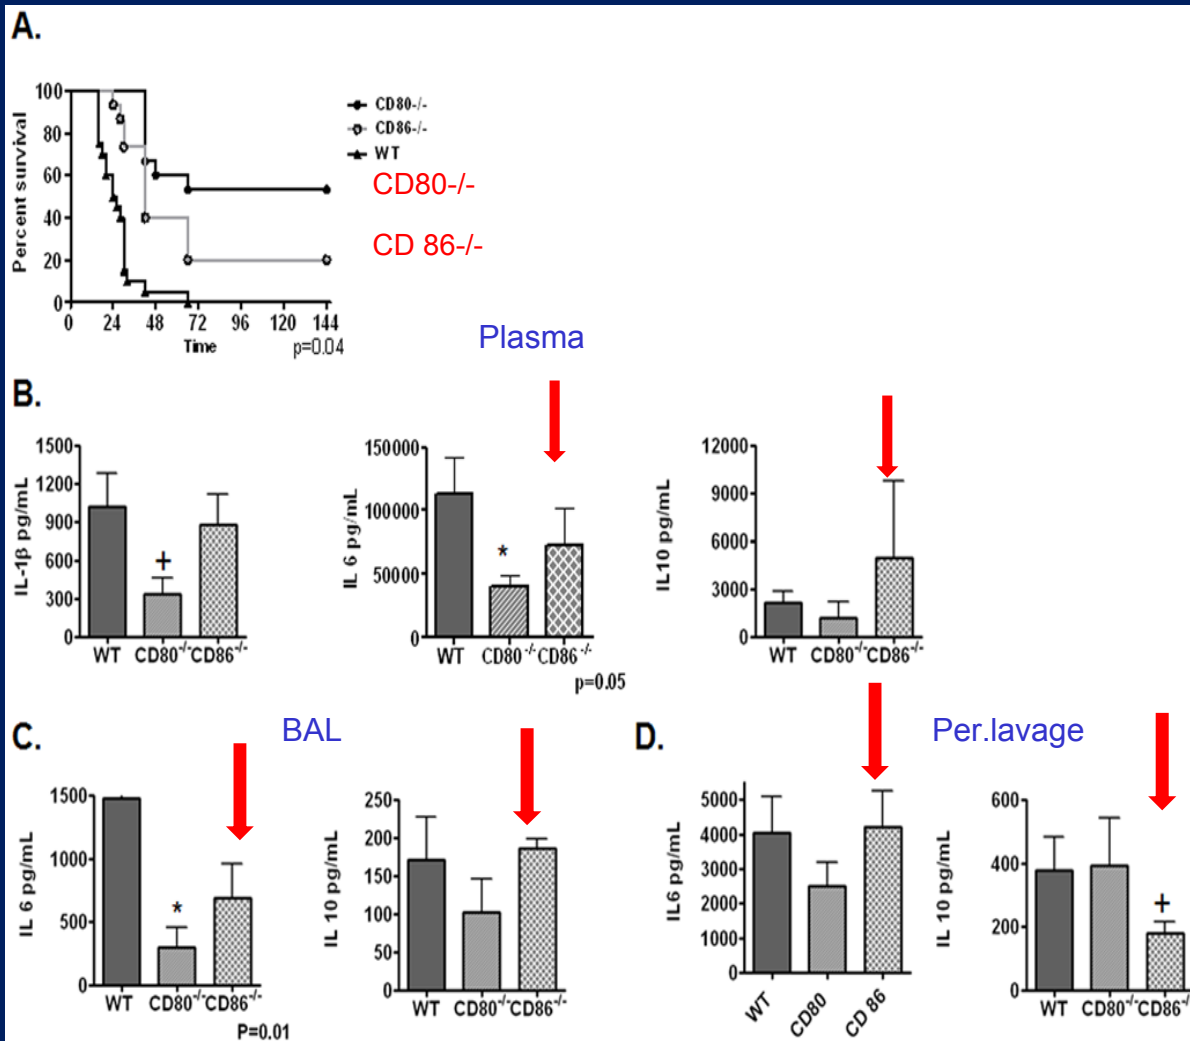 A.
100
80
60
40
20
0
Percent survival
0 24 48 72 96 120 144
Time
p=0.04
CD80-/-
CD86-/-
WT
CD80-/-
CD 86-/-
Plasma
B.
1500
1200
900
600
300
0
IL-1β pg/mL
+
WT CD80-/- CD86-/-
150000
100000
50000
0
IL 6 pg/mL
*
WT CD80-/- CD86-/-
p=0.05
12000
9000
6000
3000
0
IL10 pg/mL
WT CD80-/- CD86-/-
C.
BAL
1500
1000
500
0
IL 6 pg/mL
*
WT CD80-/- CD86-/-
P=0.01
250
200
150
100
50
0
IL 10 pg/mL
WT CD80-/- CD86-/-
D.
Per.lavage
5000
4000
3000
2000
1000
0
IL6 pg/mL
WT CD80 CD 86
600
400
200
0
IL 10 pg/mL
+
WT CD80-/- CD86-/-